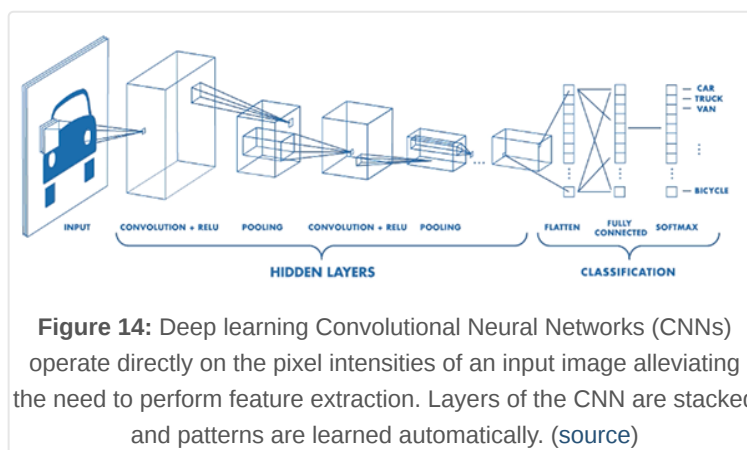 CAR
TRUCK
VAN
BICYCLE
INPUT CONVOLUTION + RELU POOLING CONVOLUTION + RELU POOLING FLATTEN FULLY CONNECTED SOFTMAX
HIDDEN LAYERS CLASSIFICATION
Figure 14: Deep learning Convolutional Neural Networks (CNNs)
operate directly on the pixel intensities of an input image alleviating
the need to perform feature extraction. Layers of the CNN are stacked
and patterns are learned automatically. (source)